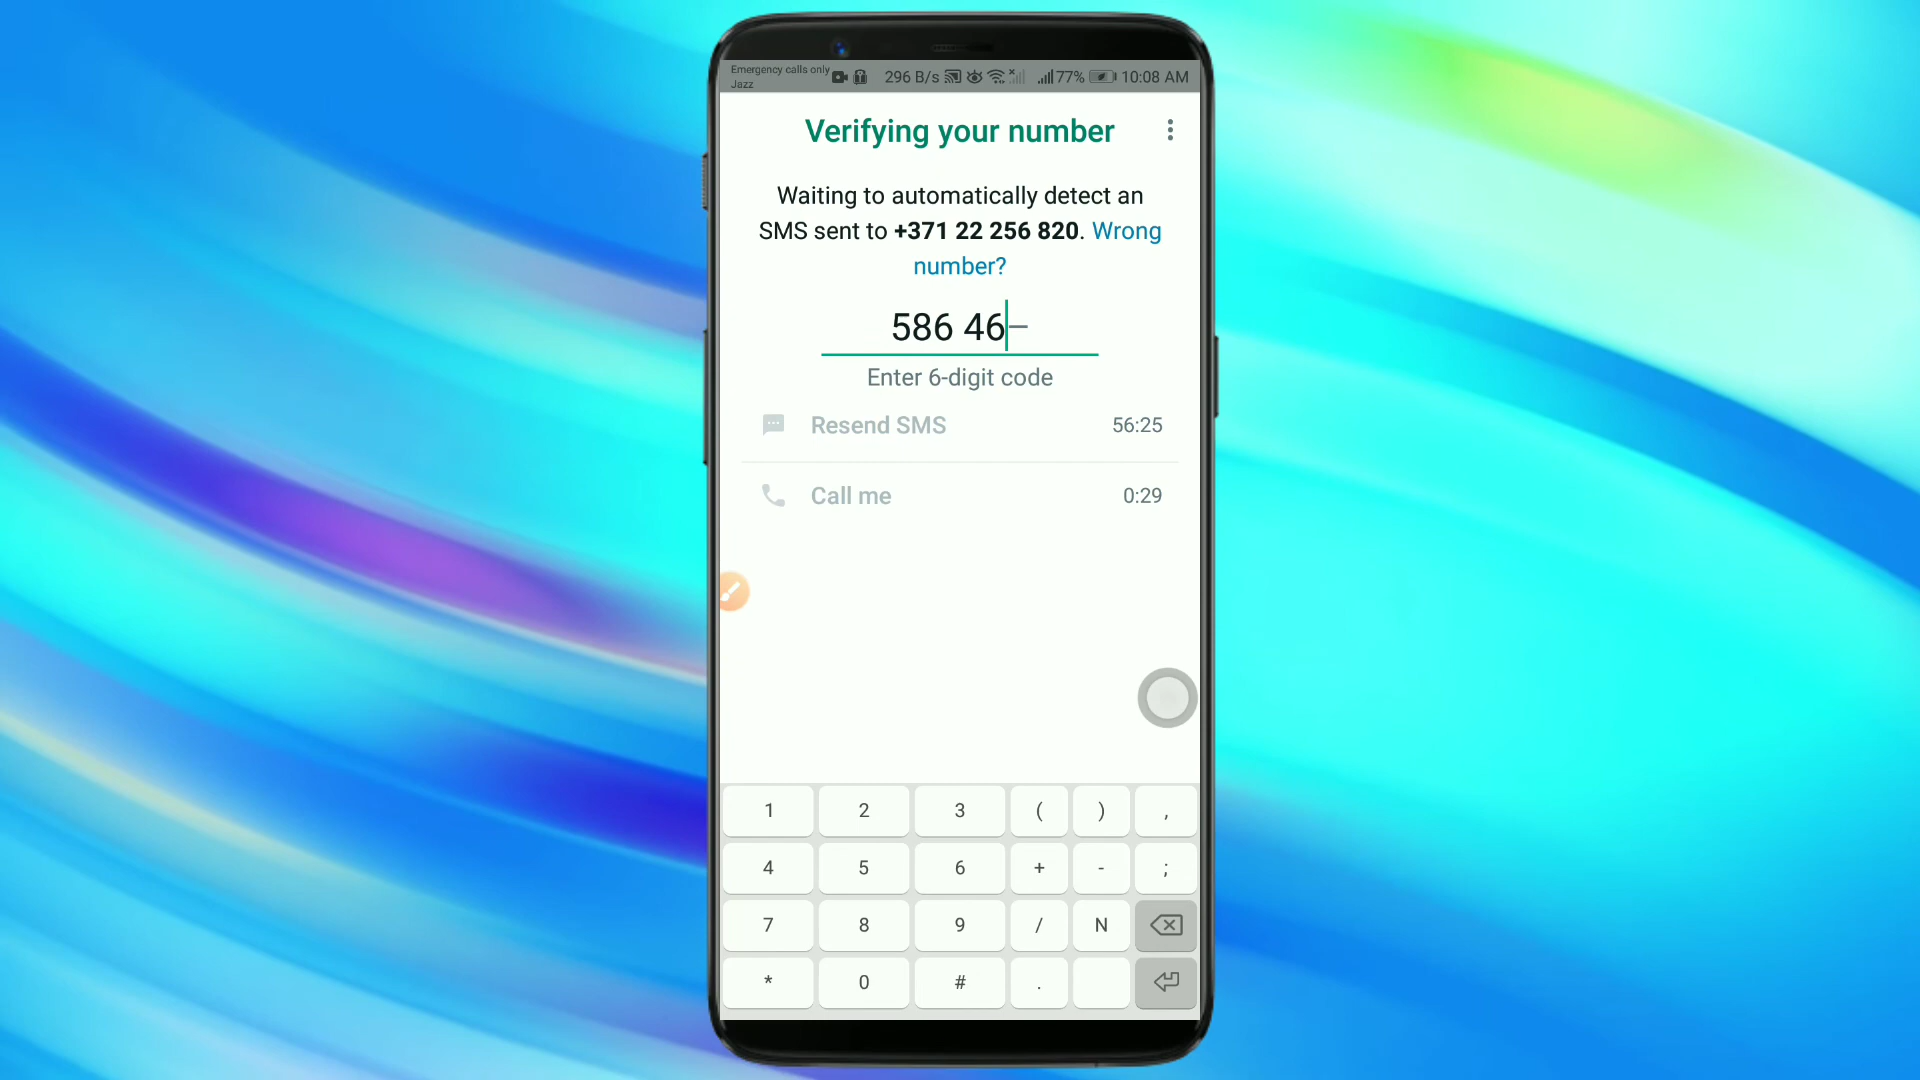 Emergency calls only
Jazz
296 B/s 77% 10:08 AM
Verifying your number
Waiting to automatically detect an
SMS sent to +371 22 256 820. Wrong
number?
586 46–
Enter 6-digit code
Resend SMS 56:25
Call me 0:29
1 2 3 ( ) ,
4 5 6 + - ;
7 8 9 / N
* 0 # .